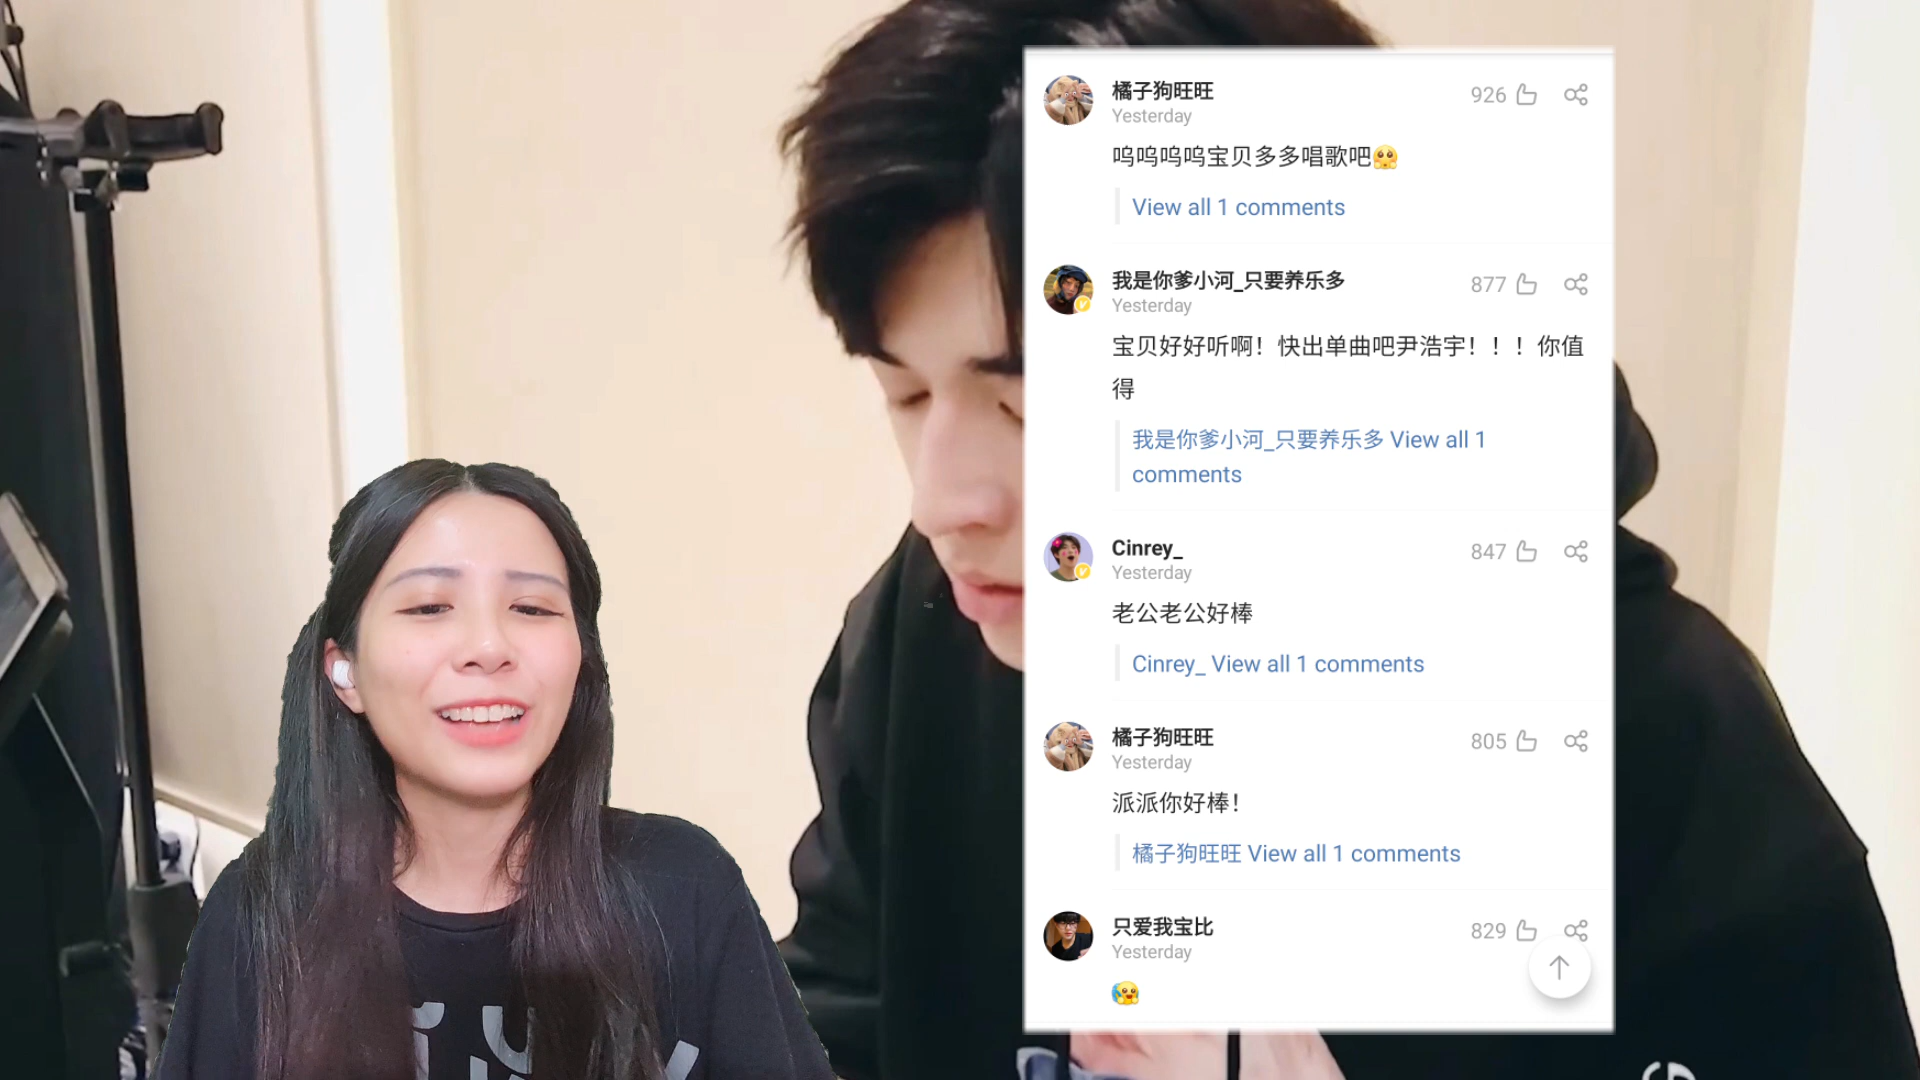 橘子狗旺旺
926
Yesterday
呜呜呜呜宝贝多多唱歌吧
View all 1 comments
我是你爹小河_只要养乐多
877
Yesterday
宝贝好好听啊！快出单曲吧尹浩宇！！！你值
得
我是你爹小河_只要养乐多 View all 1
comments
Cinrey_
847
Yesterday
老公老公好棒
Cinrey_ View all 1 comments
橘子狗旺旺
805
Yesterday
派派你好棒！
橘子狗旺旺 View all 1 comments
只爱我宝比
829
Yesterday